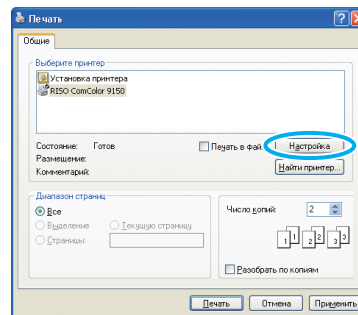 Печать
Общие
Выберите принтер
Установка принтера
RISO ComColor 9150
Состояние: Готов
Печать в фай
Настройка
Размещение:
Комментарий:
Найти принтер...
Диапазон страниц
Все
Выделение
Текущую страницу
Страницы:
Число копий: 2
1 1 2 2 3 3
Разобрать по копиям
Печать
Отмена
Применить